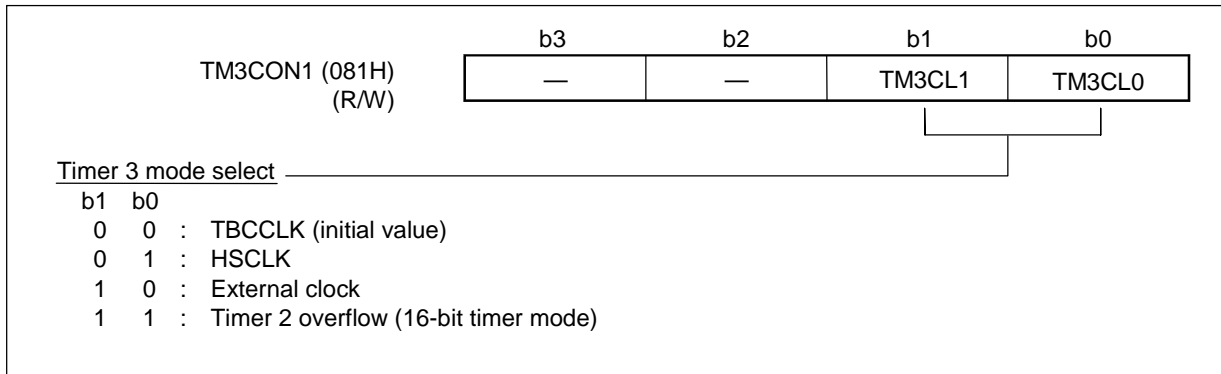 b3 b2 b1 b0
TM3CON1 (081H) — — TM3CL1 TM3CL0
(R/W)
Timer 3 mode select
b1 b0
0 0 : TBCCLK (initial value)
0 1 : HSCLK
1 0 : External clock
1 1 : Timer 2 overflow (16-bit timer mode)